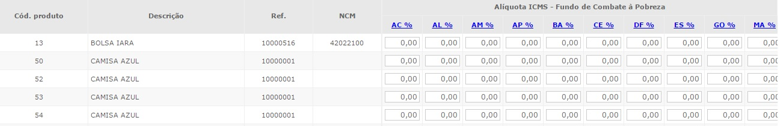 Alíquota ICMS - Fundo de Combate á Pobreza
Cód. produto Descrição Ref. NCM AC % AL % AM % AP % BA % CE % DF % ES % GO % MA %
13 BOLSA IARA 10000516 42022100 0,00 0,00 0,00 0,00 0,00 0,00 0,00 0,00 0,00 0,00
50 CAMISA AZUL 10000001 0,00 0,00 0,00 0,00 0,00 0,00 0,00 0,00 0,00 0,00
52 CAMISA AZUL 10000001 0,00 0,00 0,00 0,00 0,00 0,00 0,00 0,00 0,00 0,00
53 CAMISA AZUL 10000001 0,00 0,00 0,00 0,00 0,00 0,00 0,00 0,00 0,00 0,00
54 CAMISA AZUL 10000001 0,00 0,00 0,00 0,00 0,00 0,00 0,00 0,00 0,00 0,00